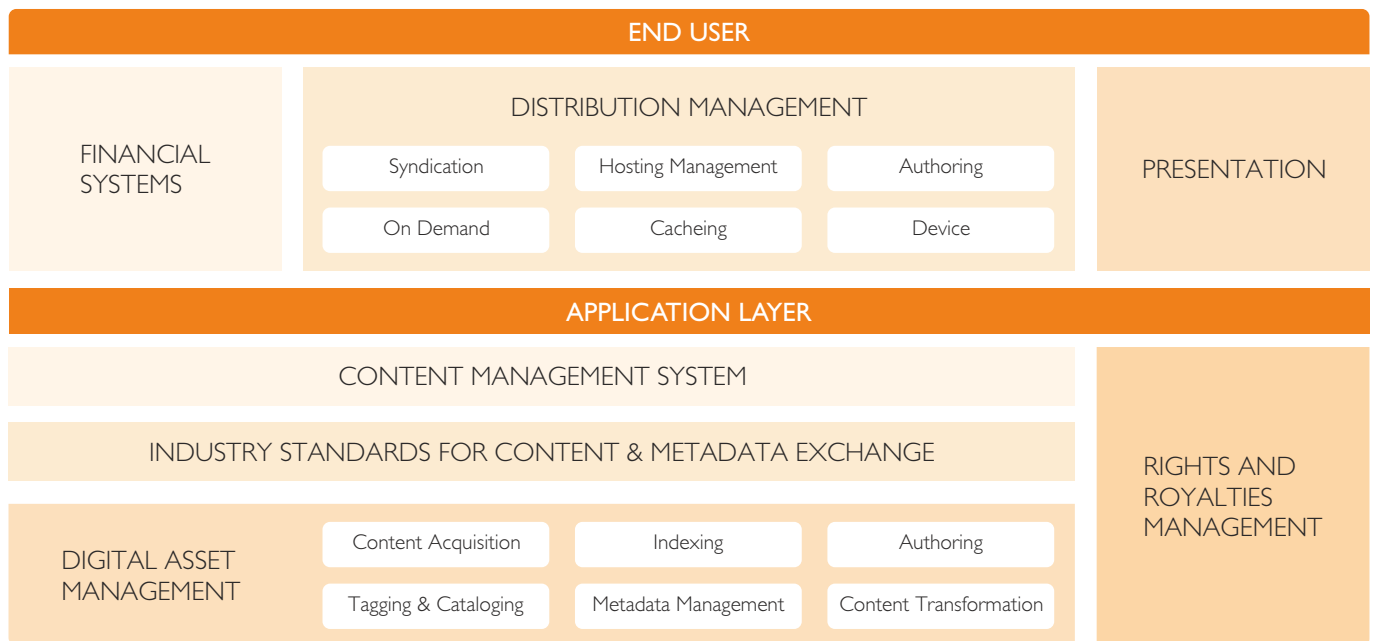 END USER
FINANCIAL
SYSTEMS
DISTRIBUTION MANAGEMENT
Syndication
Hosting Management
Authoring
On Demand
Cacheing
Device
PRESENTATION
APPLICATION LAYER
CONTENT MANAGEMENT SYSTEM
INDUSTRY STANDARDS FOR CONTENT & METADATA EXCHANGE
DIGITAL ASSET
MANAGEMENT
Content Acquisition
Indexing
Authoring
Tagging & Cataloging
Metadata Management
Content Transformation
RIGHTS AND
ROYALTIES
MANAGEMENT